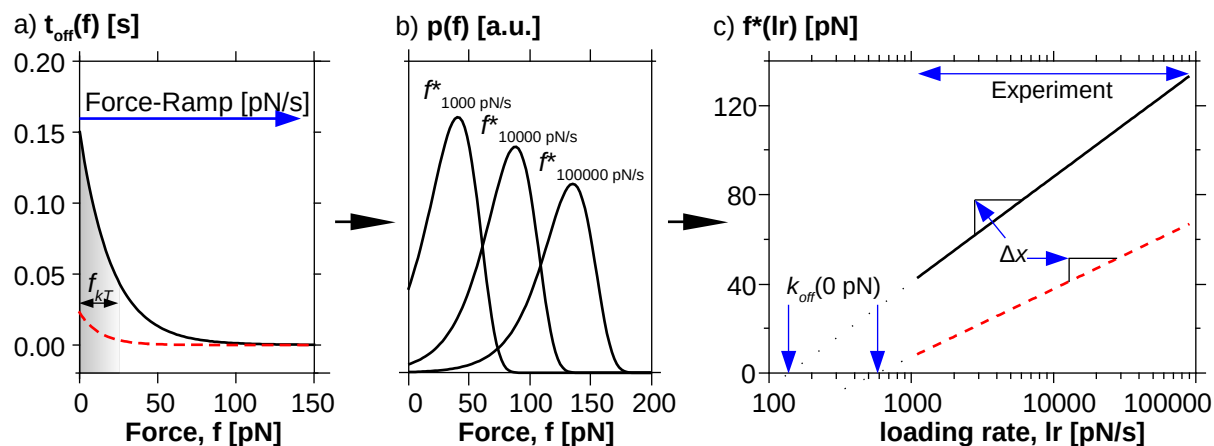 a) t_off(f) [s]
0.20
0.15
0.10
0.05
0.00
Force-Ramp [pN/s]
f_kT
0 50 100 150
Force, f [pN]
b) p(f) [a.u.]
f*_1000 pN/s
f*_10000 pN/s
f*_100000 pN/s
0 50 100 150 200
Force, f [pN]
c) f*(lr) [pN]
120
80
40
0
Experiment
Δx
k_off(0 pN)
100 1000 10000 100000
loading rate, lr [pN/s]